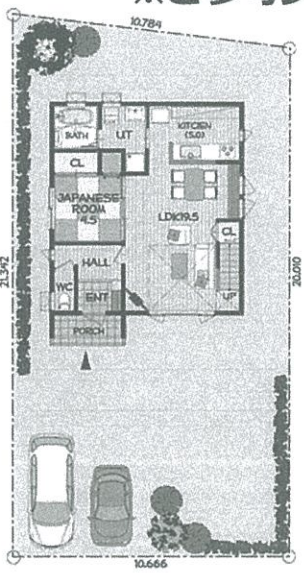 10.784
KITCHEN
(5.0)
BATH
UT
CL
JAPANESE
ROOM
4.5
LDK19.5
CL
HALL
WC
ENT
UP
PORCH
21.342
20.010
10.666